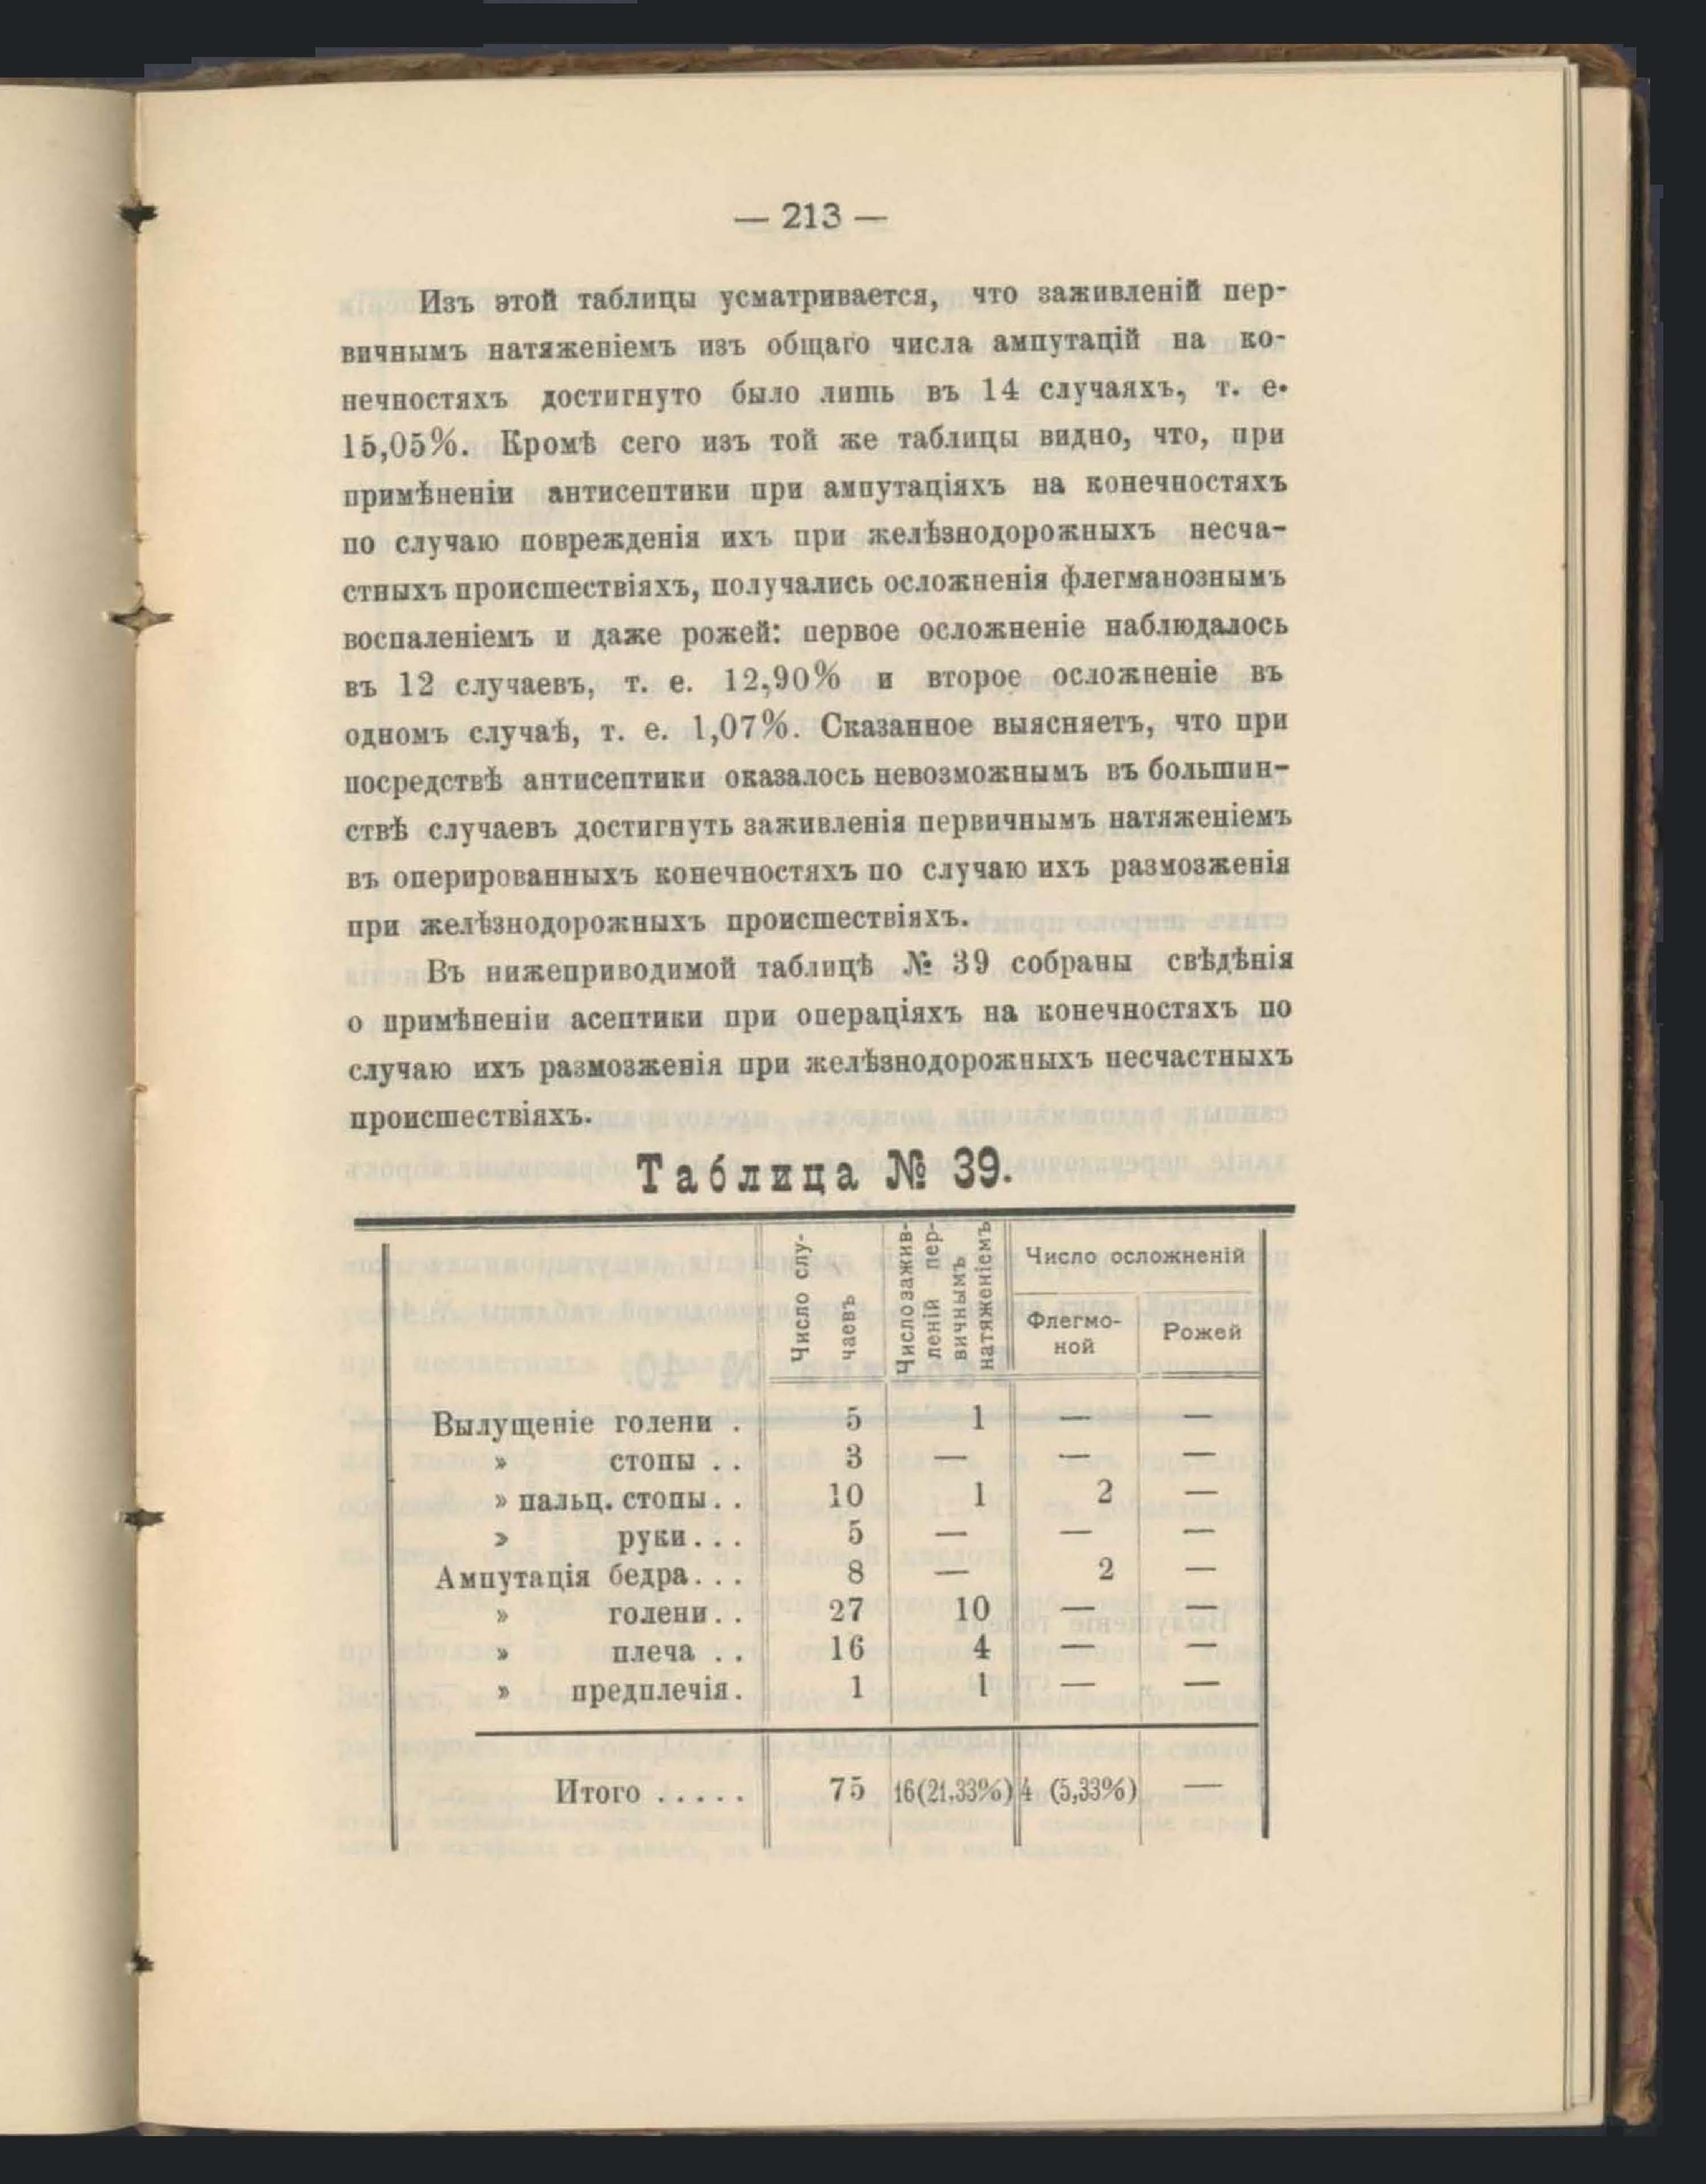 — 213 —
Изъ этой таблицы усматривается, что заживленій пер-
вичнымъ натяженіемъ изъ общаго числа ампутацій на ко-
нечностяхъ достигнуто было лишь въ 14 случаяхъ, т. е.
15,05%. Кромѣ сего изъ той же таблицы видно, что, при
примѣненіи антисептики при ампутаціяхъ на конечностяхъ
по случаю поврежденія ихъ при желѣзнодорожныхъ несча-
стныхъ происшествіяхъ, получались осложненія флегманознымъ
воспаленіемъ и даже рожей: первое осложненіе наблюдалось
въ 12 случаевъ, т. е. 12,90% и второе осложненіе въ
одномъ случаѣ, т. е. 1,07%. Сказанное выясняетъ, что при
посредствѣ антисептики оказалось невозможнымъ въ большин-
ствѣ случаевъ достигнуть заживленія первичнымъ натяженіемъ
въ оперированныхъ конечностяхъ по случаю ихъ размозженія
при желѣзнодорожныхъ происшествіяхъ.
Въ нижеприводимой таблицѣ № 39 собраны свѣдѣнія
о примѣненіи асептики при операціяхъ на конечностяхъ по
случаю ихъ размозженія при желѣзнодорожныхъ несчастныхъ
происшествіяхъ.
Таблица № 39.
Число слу-
чаевъ
Число зажив-
леній пер-
вичнымъ
натяженіемъ
Число осложненій
Флегмо-
ной
Рожей
Вылущеніе голени . 5 1 — —
» стопы . . 3 — — —
» пальц. стопы . . 10 1 2 —
» руки . . . 5 — — —
Ампутація бедра . . . 8 — 2 —
» голени . . 27 10 — —
» плеча . . 16 4 — —
» предплечія . 1 1 — —
Итого . . . . . 75 16(21,33%) 4 (5,33%) —